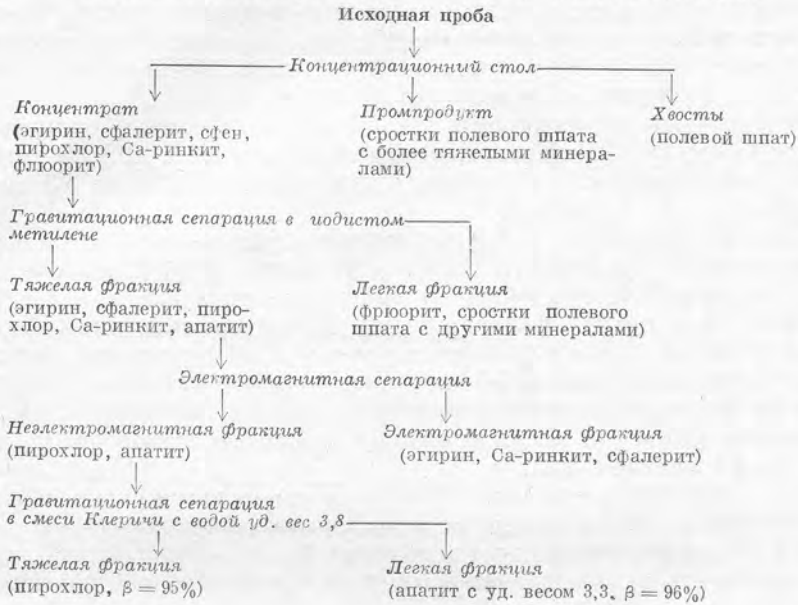 Исходная проба
Концентрационный стол
Концентрат
(эгирин, сфалерит, сфен,
пирохлор, Са-ринкит,
флюорит)
Промпродукт
(сростки полевого шпата
с более тяжелыми минера-
лами)
Хвосты
(полевой шпат)
Гравитационная сепарация в иодистом
метилене
Тяжелая фракция
(эгирин, сфалерит, пиро-
хлор, Са-ринкит, апатит)
Легкая фракция
(фрюорит, сростки полевого
шпата с другими минералами)
Электромагнитная сепарация
Неэлектромагнитная фракция
(пирохлор, апатит)
Электромагнитная фракция
(эгирин, Са-ринкит, сфалерит)
Гравитационная сепарация
в смеси Клеричи с водой уд. вес 3,8
Тяжелая фракция
(пирохлор, β = 95%)
Легкая фракция
(апатит с уд. весом 3,3, β = 96%)